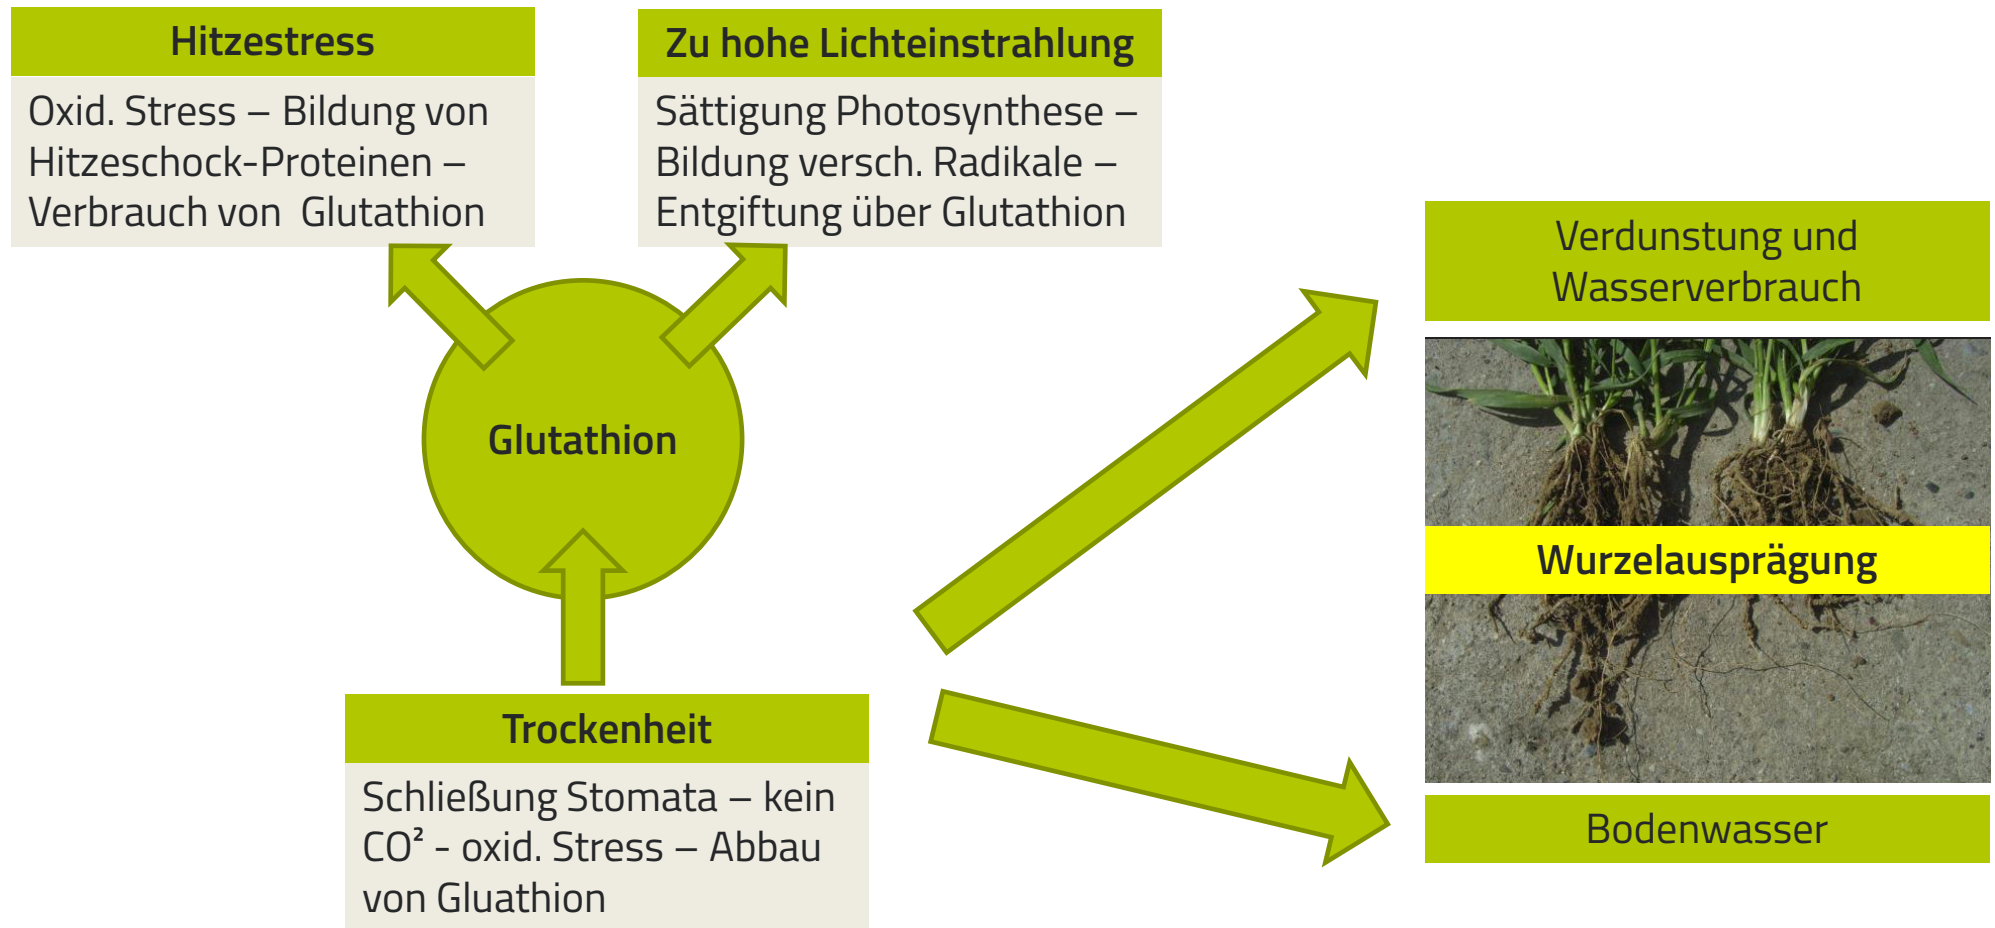 Hitzestress
Oxid. Stress – Bildung von
Hitzeschock-Proteinen –
Verbrauch von  Glutathion
Zu hohe Lichteinstrahlung
Sättigung Photosynthese –
Bildung versch. Radikale –
Entgiftung über Glutathion
Glutathion
Trockenheit
Schließung Stomata – kein
CO² - oxid. Stress – Abbau
von Gluathion
Verdunstung und
Wasserverbrauch
Wurzelausprägung
Bodenwasser